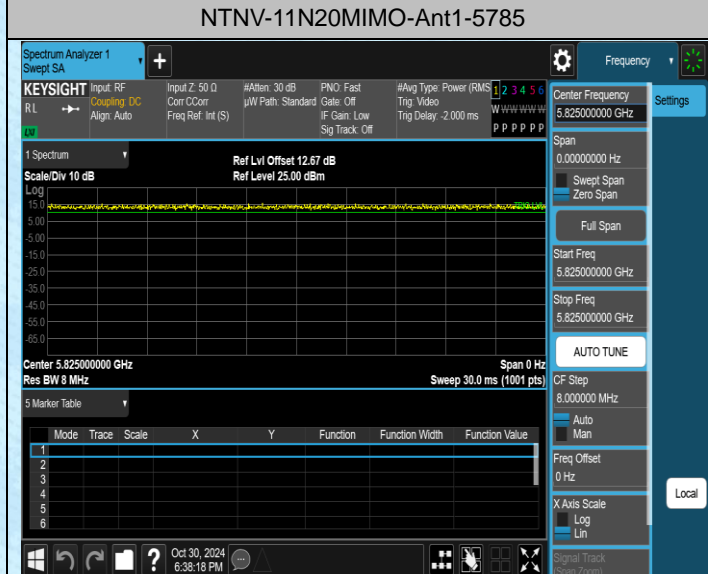 NTNV-11N20MIMO-Ant1-5785
Spectrum Analyzer 1
Swept SA
+
Frequency
KEYSIGHT
RL
LXI
Input: RF
Coupling: DC
Align: Auto
Input Z: 50 Ω
Corr CCorr
Freq Ref: Int (S)
#Atten: 30 dB
µW Path: Standard
PNO: Fast
Gate: Off
IF Gain: Low
Sig Track: Off
#Avg Type: Power (RMS
Trig: Video
Trig Delay: -2.000 ms
1 2 3 4 5 6
W W W W W W
P P P P P P
Center Frequency
5.825000000 GHz
Settings
Span
0.00000000 Hz
Swept Span
Zero Span
Full Span
Start Freq
5.825000000 GHz
Stop Freq
5.825000000 GHz
AUTO TUNE
CF Step
8.000000 MHz
Auto
Man
Freq Offset
0 Hz
X Axis Scale
Log
Lin
Signal Track
(Span Zoom)
Local
1 Spectrum
Scale/Div 10 dB
Ref Lvl Offset 12.67 dB
Ref Level 25.00 dBm
Log
15.0
5.00
-5.00
-15.0
-25.0
-35.0
-45.0
-55.0
-65.0
Center 5.825000000 GHz
Res BW 8 MHz
Span 0 Hz
Sweep 30.0 ms (1001 pts)
5 Marker Table
Mode Trace Scale X Y Function Function Width Function Value
1
2
3
4
5
6
?
Oct 30, 2024
6:38:18 PM